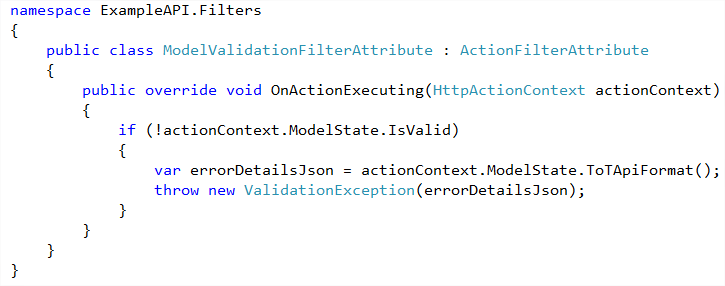 namespace ExampleAPI.Filters
{
    public class ModelValidationFilterAttribute : ActionFilterAttribute
    {
        public override void OnActionExecuting(HttpActionContext actionContext)
        {
            if (!actionContext.ModelState.IsValid)
            {
                var errorDetailsJson = actionContext.ModelState.ToTApiFormat();
                throw new ValidationException(errorDetailsJson);
            }
        }
    }
}